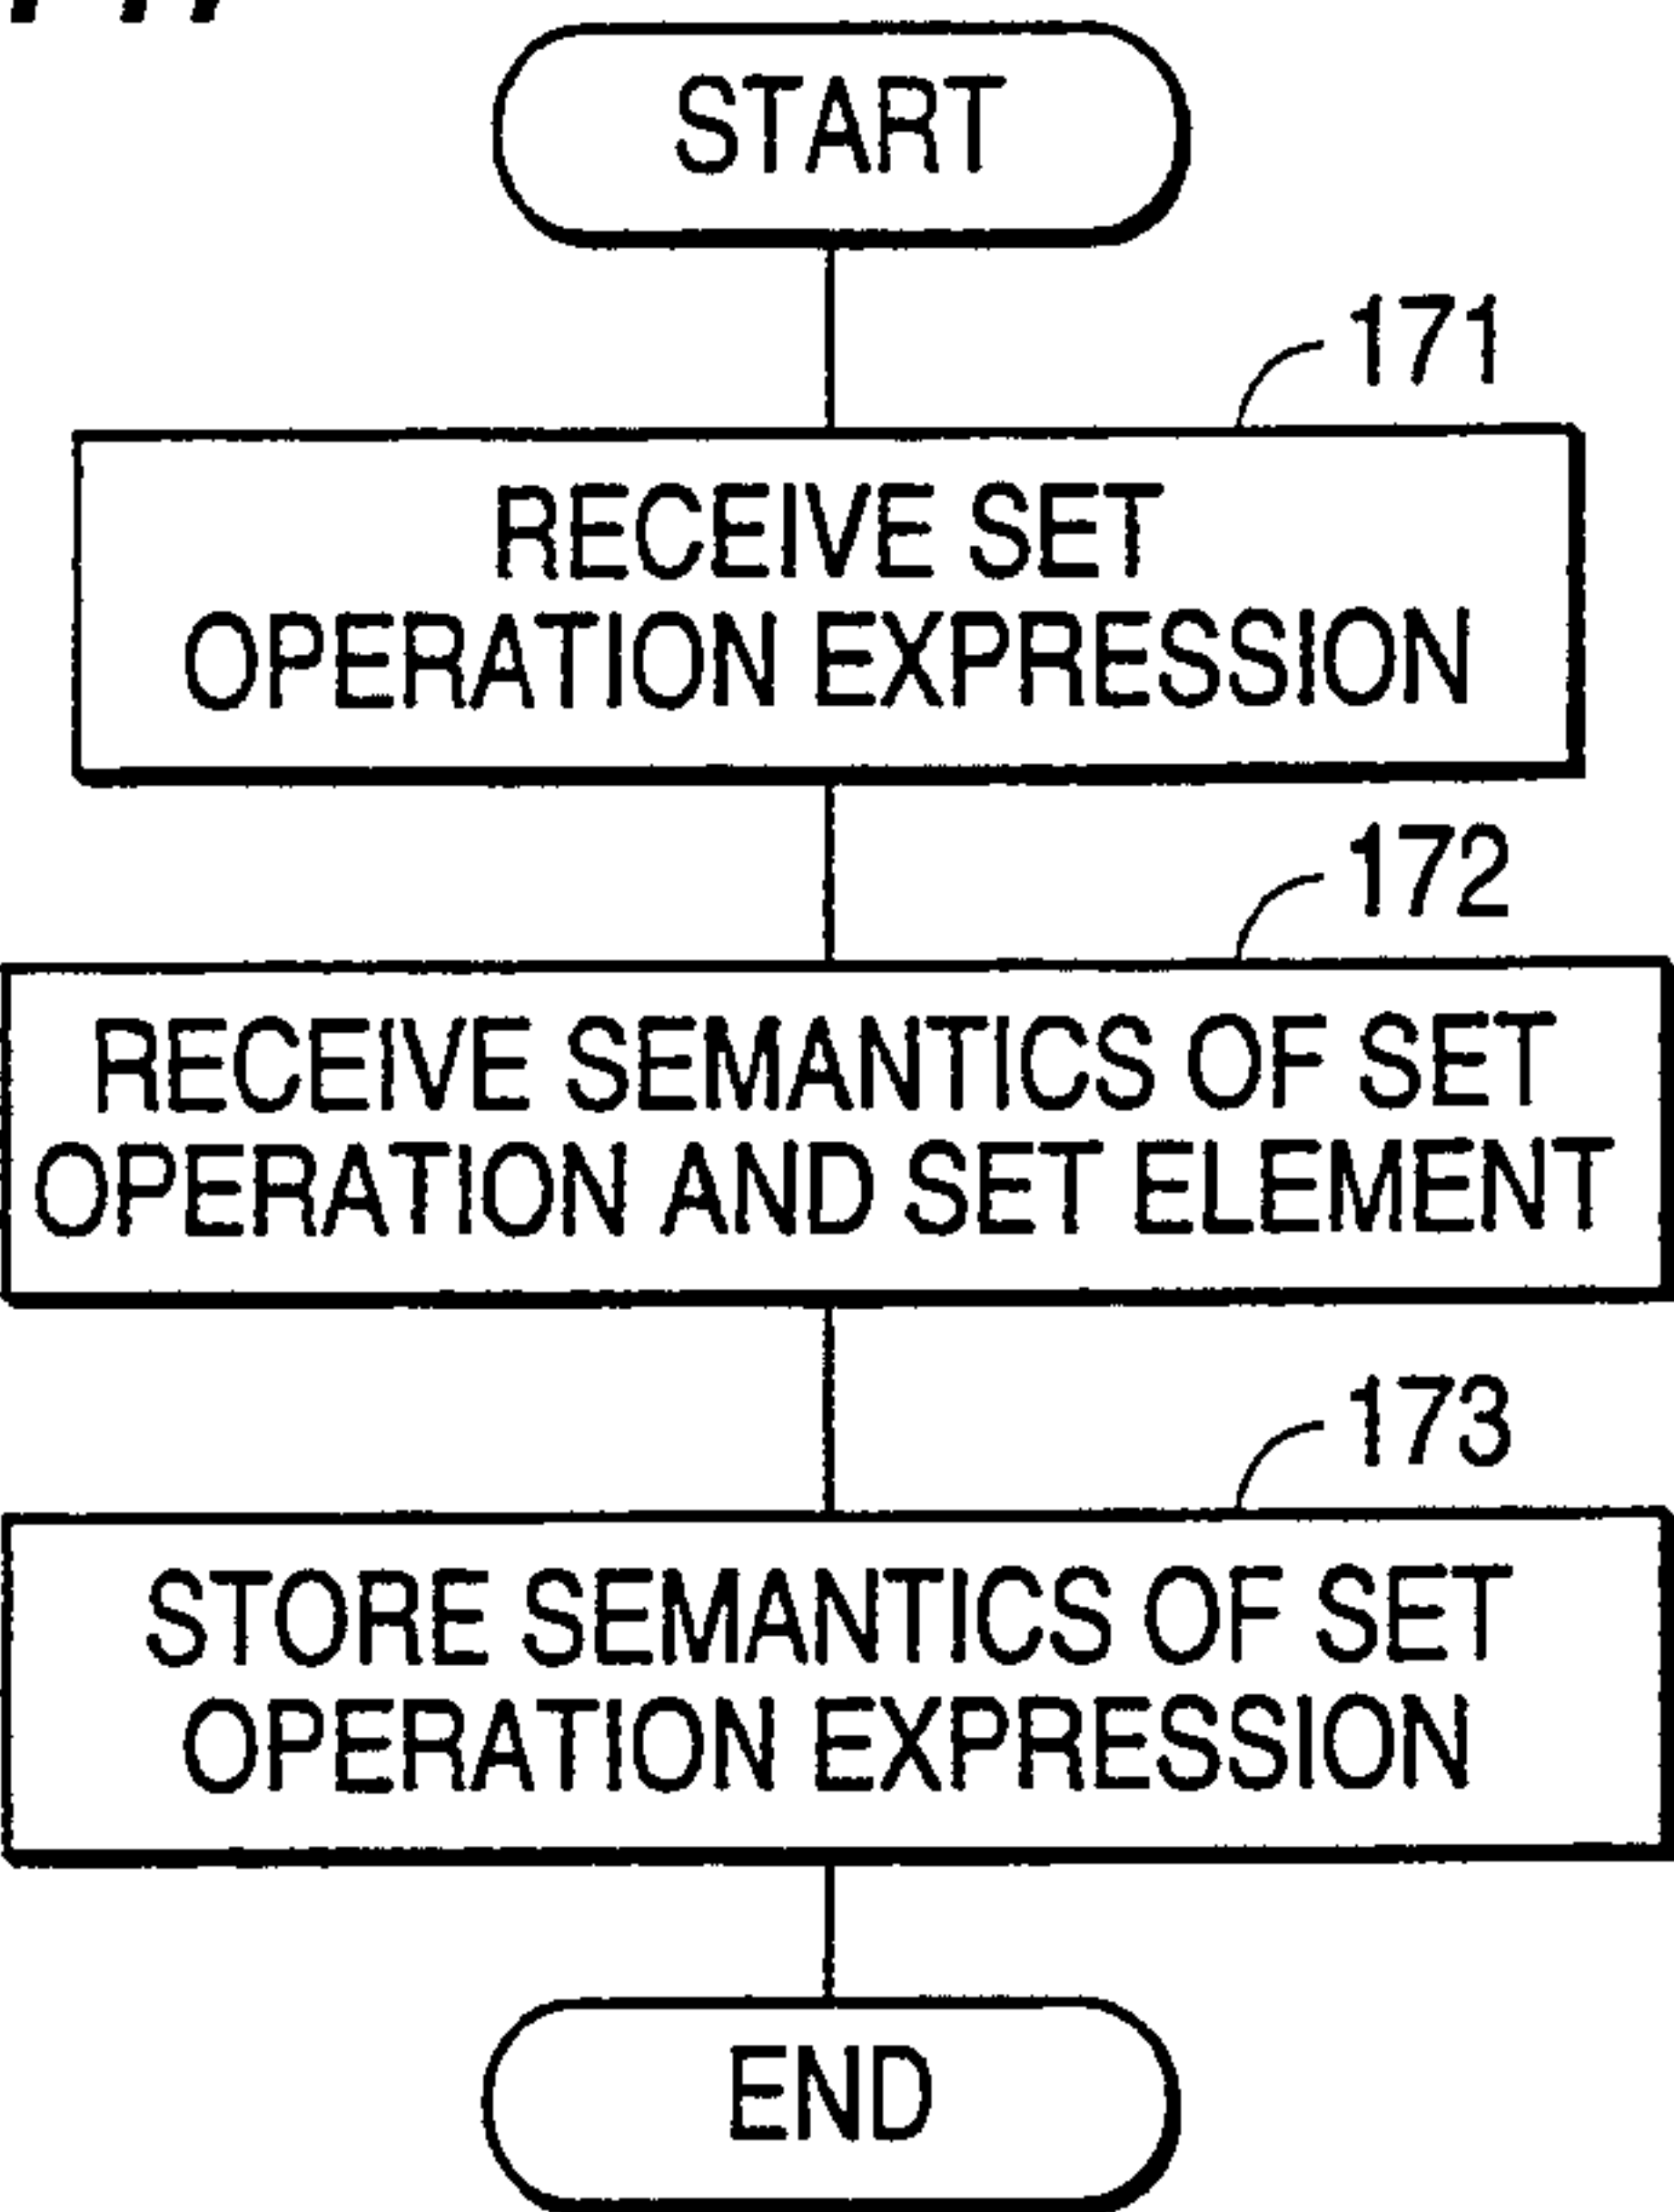 START
171
RECEIVE SET
OPERATION EXPRESSION
172
RECEIVE SEMANTICS OF SET
OPERATION AND SET ELEMENT
173
STORE SEMANTICS OF SET
OPERATION EXPRESSION
END